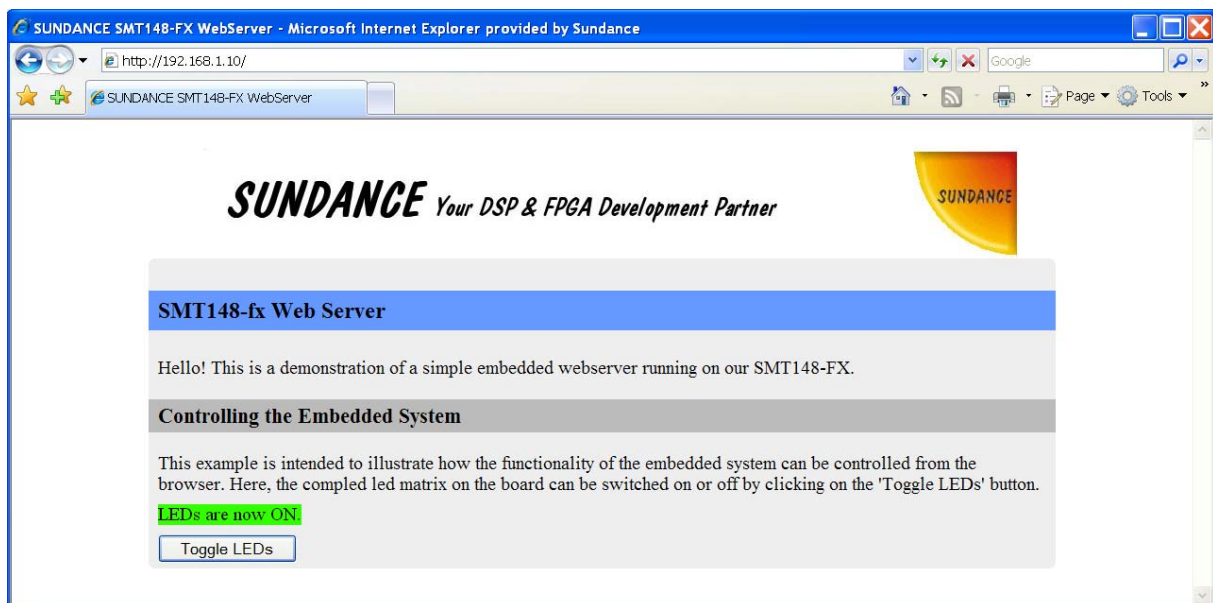 SUNDANCE SMT148-FX WebServer - Microsoft Internet Explorer provided by Sundance
http://192.168.1.10/
Google
SUNDANCE SMT148-FX WebServer
Page
Tools
SUNDANCE Your DSP & FPGA Development Partner
SUNDANCE
SMT148-fx Web Server
Hello! This is a demonstration of a simple embedded webserver running on our SMT148-FX.
Controlling the Embedded System
This example is intended to illustrate how the functionality of the embedded system can be controlled from the
browser. Here, the compled led matrix on the board can be switched on or off by clicking on the 'Toggle LEDs' button.
LEDs are now ON.
Toggle LEDs